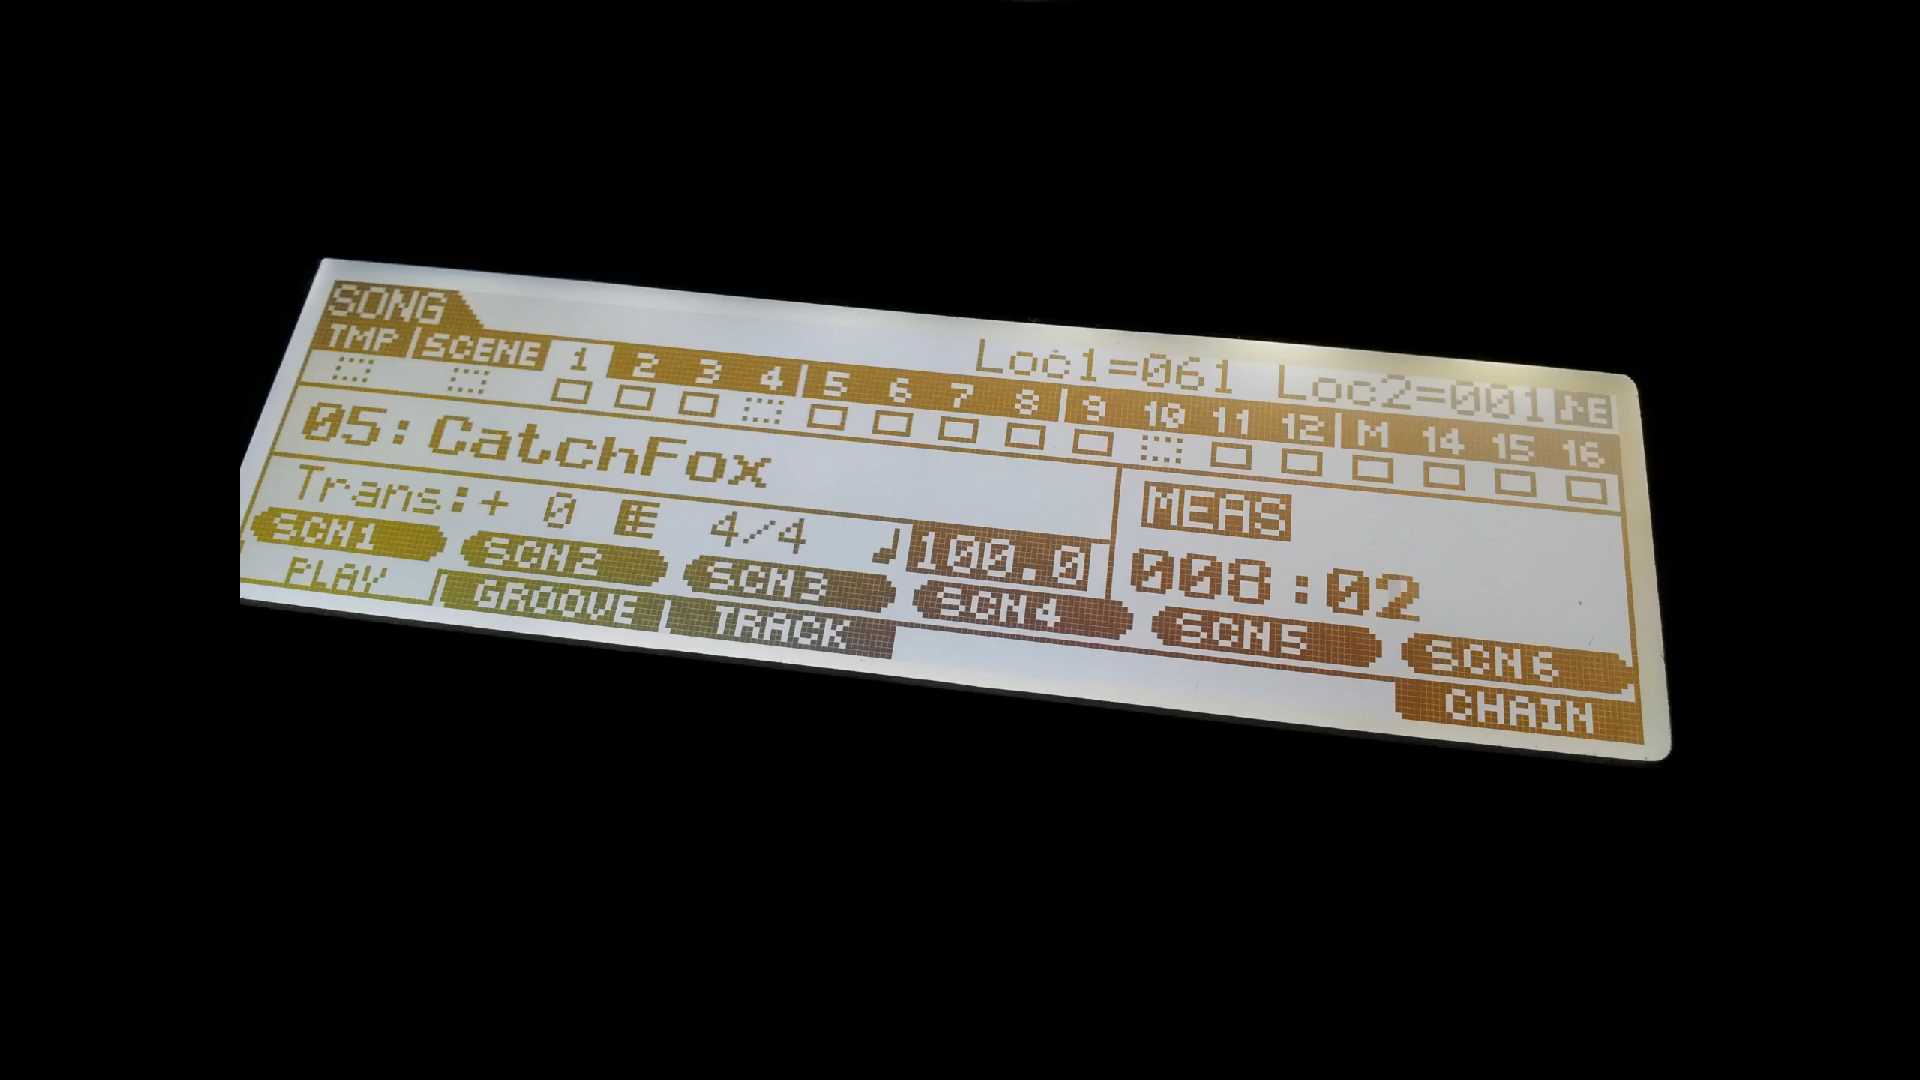 SONG
Loc1=061 Loc2=001 ♪E
TMP SCENE 1 2 3 4 5 6 7 8 9 10 11 12 M 14 15 16
05:CatchFox
MEAS
Trans:+ 0 4/4 ♩100.0
008:02
SCN1 SCN2 SCN3 SCN4 SCN5 SCN6
PLAY GROOVE TRACK CHAIN